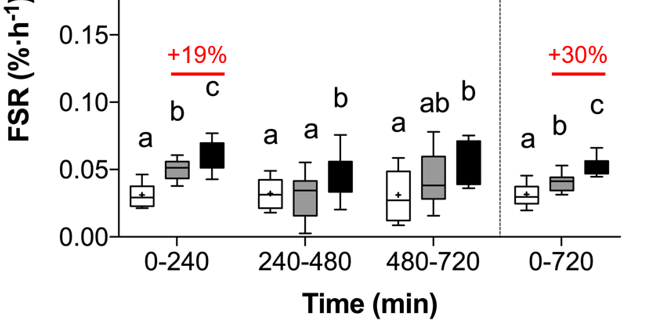 FSR (%·h⁻¹)
0.15
0.10
0.05
0.00
+19%
+30%
a
b
c
a
a
b
a
ab
b
a
b
c
0-240
240-480
480-720
0-720
Time (min)